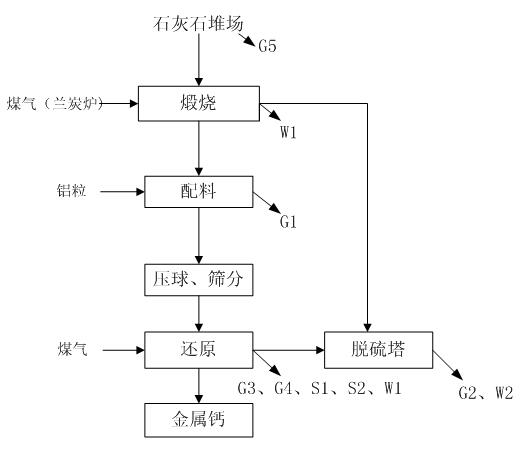 石灰石堆场
G5
煤气（兰炭炉）
煅烧
W1
铝粒
配料
G1
压球、筛分
煤气
还原
脱硫塔
G3、G4、S1、S2、W1
G2、W2
金属钙